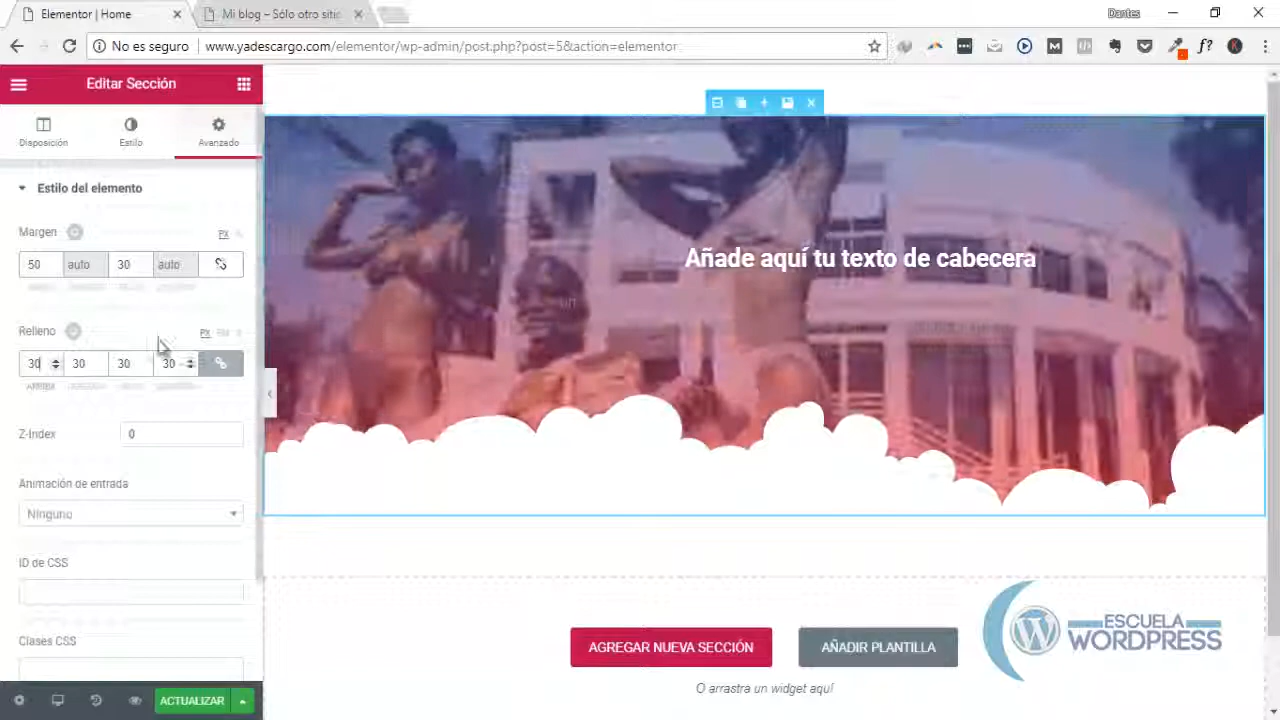 Elementor | Home
Mi blog – Sólo otro sitio
Dantes
No es seguro
www.yadescargo.com/elementor/wp-admin/post.php?post=5&action=elementor
Editar Sección
Disposición
Estilo
Avanzado
Estilo del elemento
Margen
PX
50
auto
30
auto
Relleno
PX
30
30
30
30
ARRIBA
Z-Index
0
Animación de entrada
Ninguno
ID de CSS
Clases CSS
ACTUALIZAR
Añade aquí tu texto de cabecera
AGREGAR NUEVA SECCIÓN
AÑADIR PLANTILLA
O arrastra un widget aquí
ESCUELA
WORDPRESS